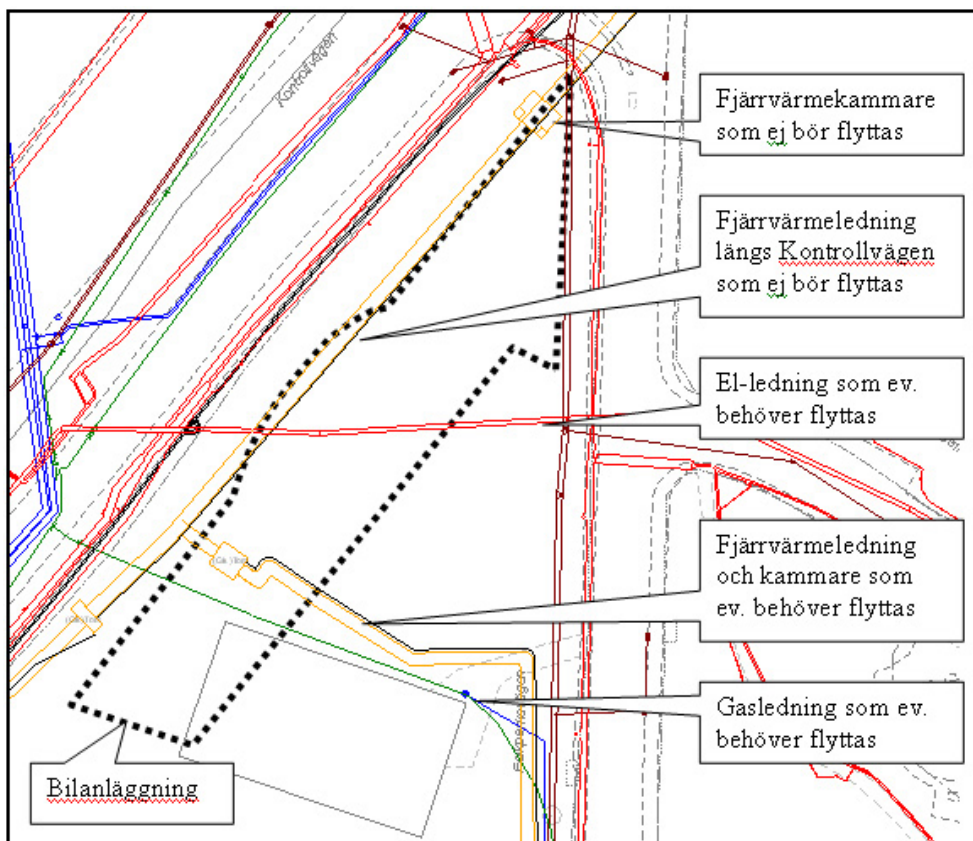 Kontrollvägen
Fjärrvärmekammare
som ej bör flyttas
Fjärrvärmeledning
längs Kontrollvägen
som ej bör flyttas
El-ledning som ev.
behöver flyttas
Fjärrvärmeledning
och kammare som
ev. behöver flyttas
Gasledning som ev.
behöver flyttas
Bilanläggning